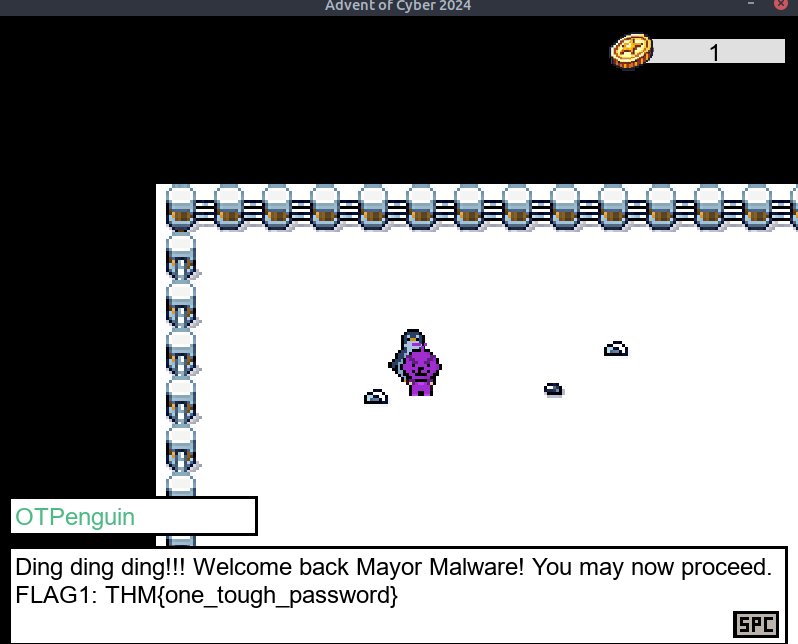 Advent of Cyber 2024
1
OTPenguin
Ding ding ding!!! Welcome back Mayor Malware! You may now proceed.
FLAG1: THM{one_tough_password}
SPC